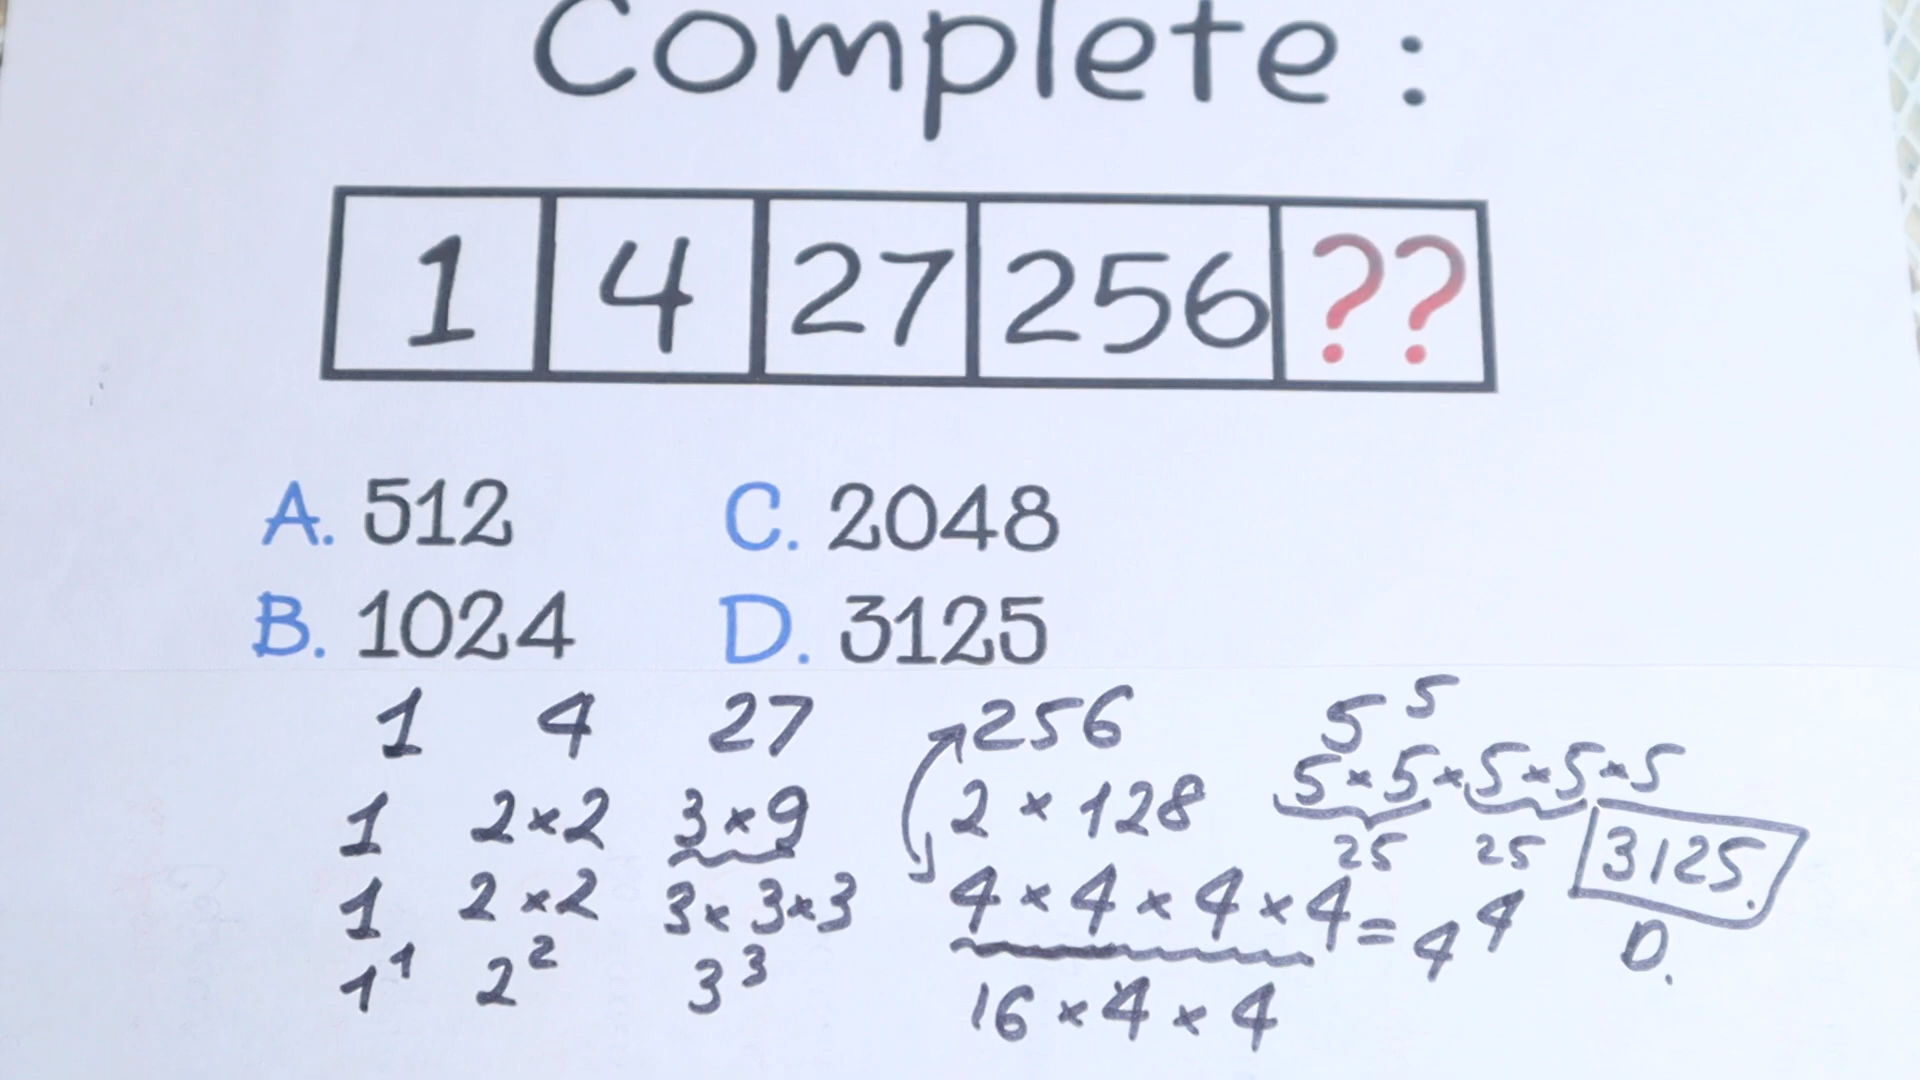 Complete :
1 4 27 256 ??
A. 512 C. 2048
B. 1024 D. 3125
1 4 27 256 5⁵
1 2×2 3×9 2 × 128 5×5×5×5×5
25 25 3125.
1 2×2 3×3×3 4×4×4×4=4⁴ D.
1¹ 2² 3³ 16×4×4